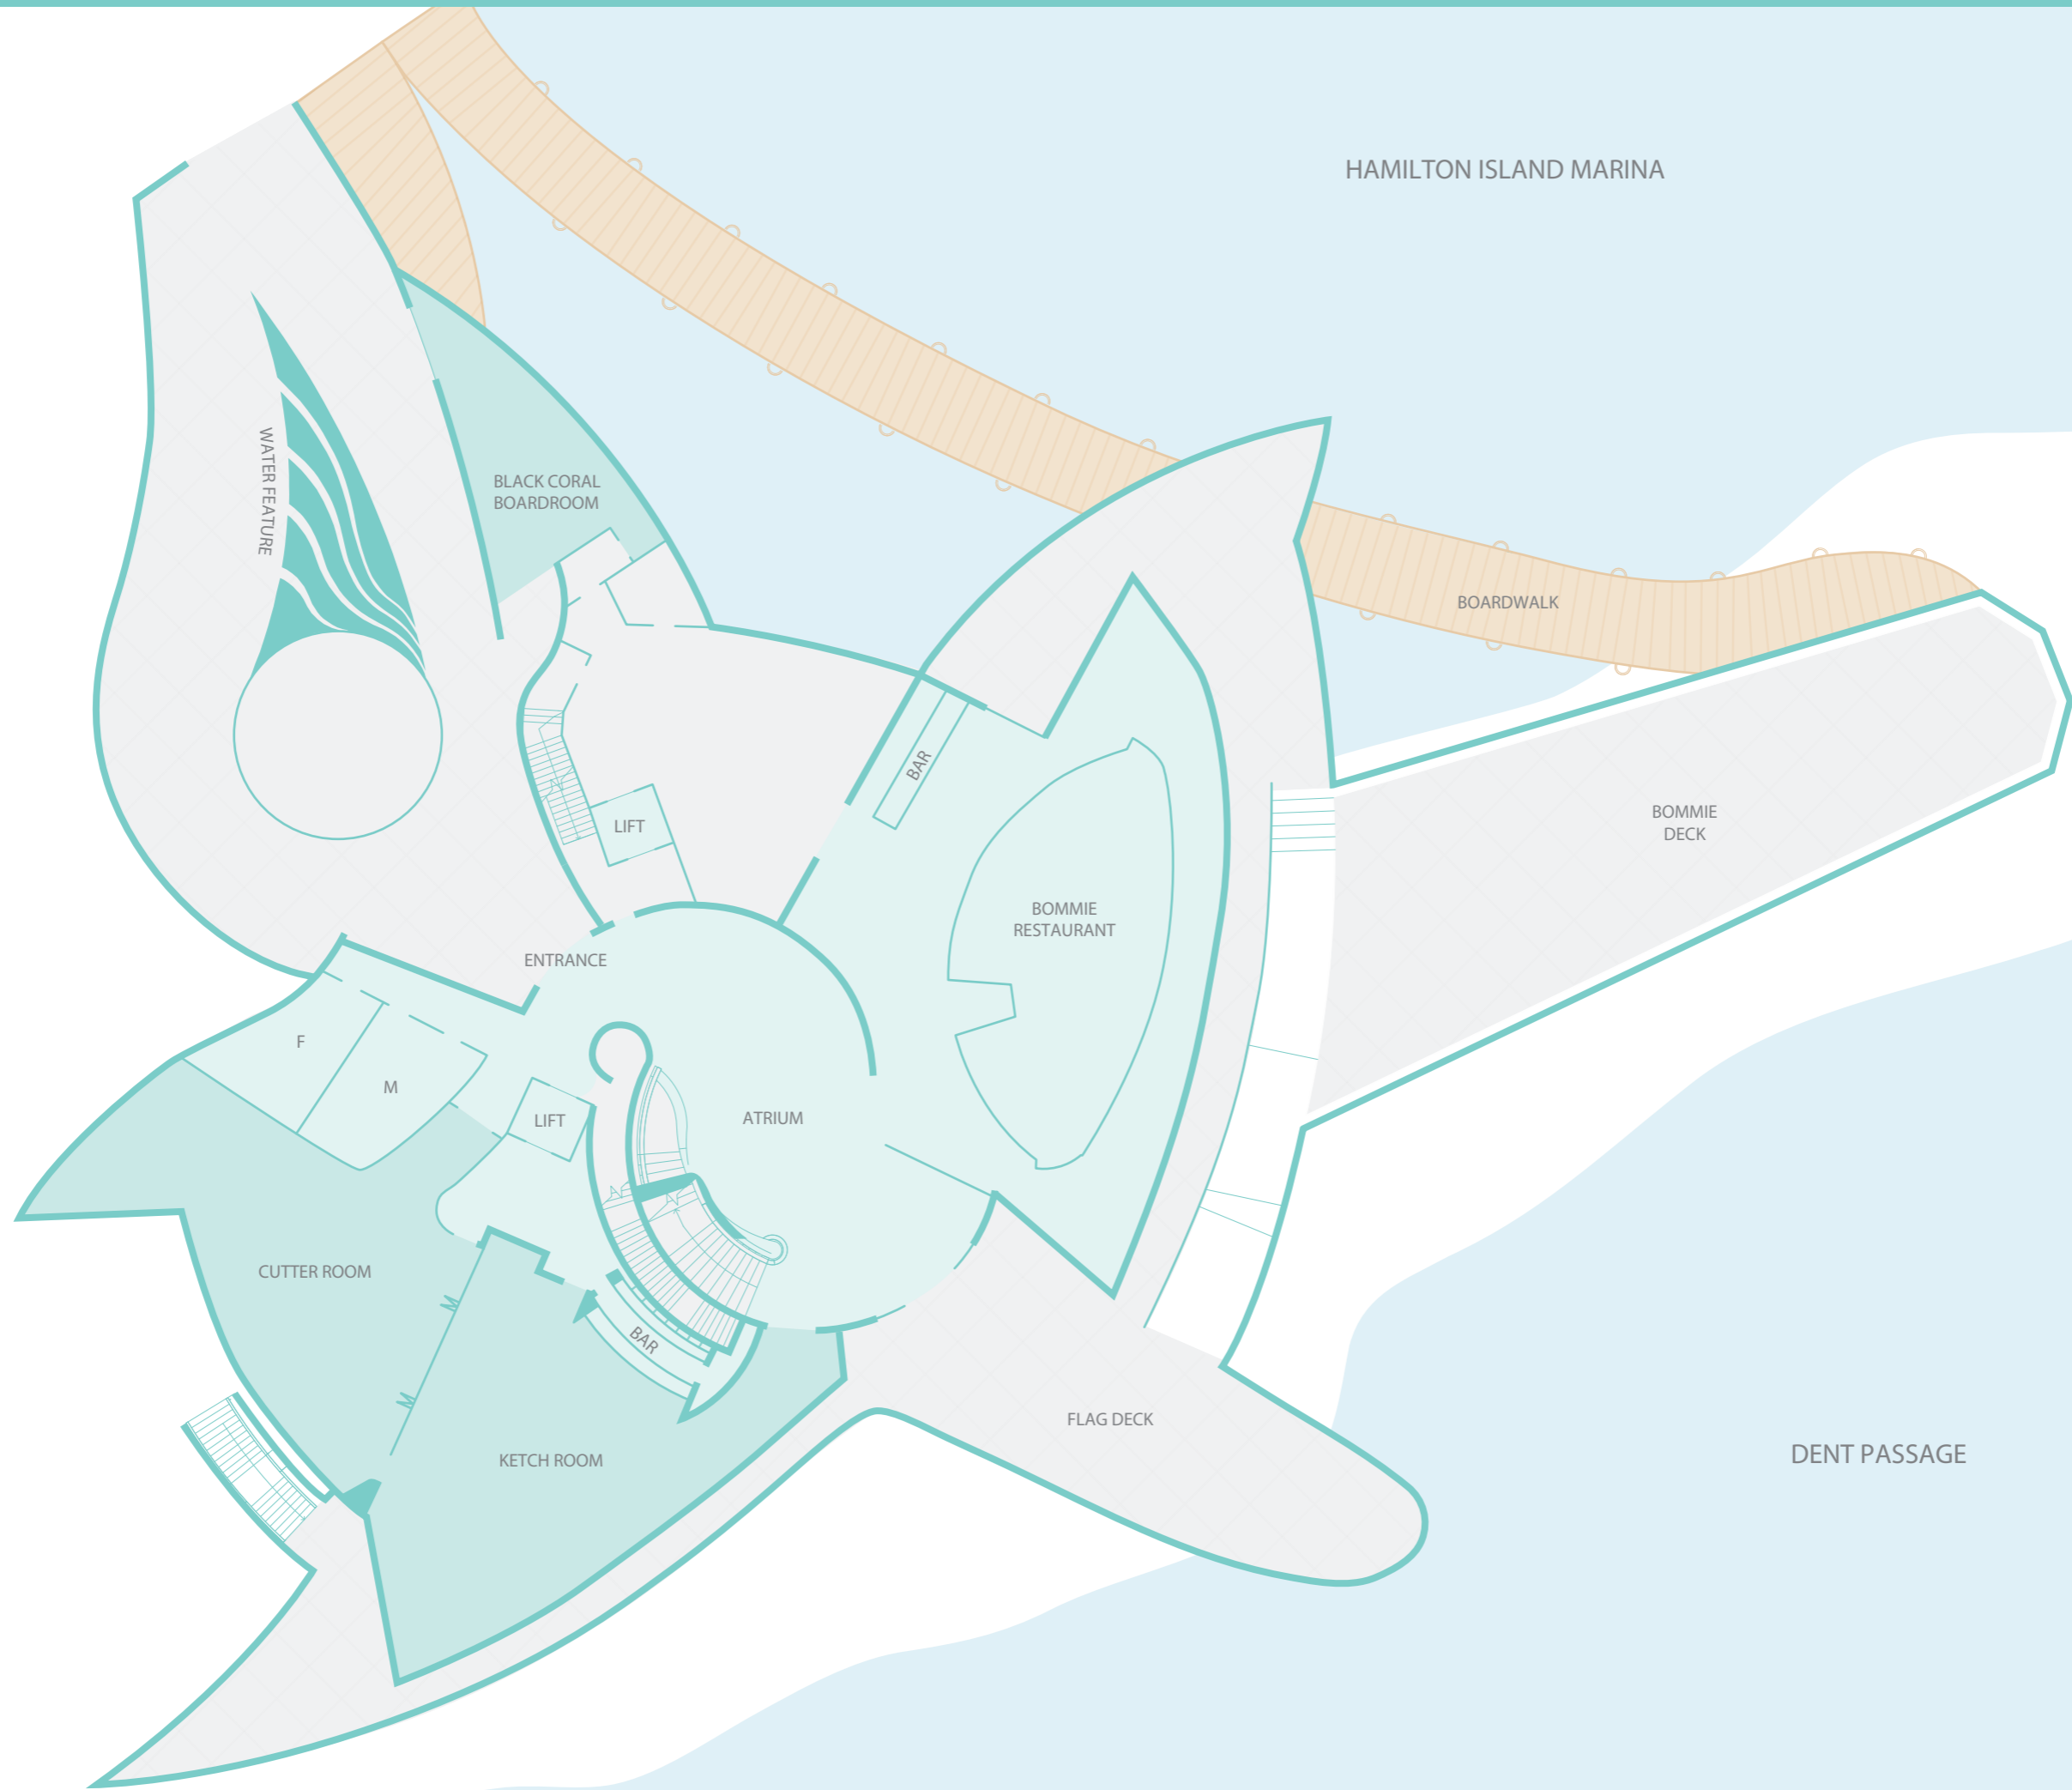 HAMILTON ISLAND MARINA
WATER FEATURE
BLACK CORAL
BOARDROOM
BOARDWALK
BAR
LIFT
BOMMIE
DECK
BOMMIE
RESTAURANT
ENTRANCE
F
M
LIFT
ATRIUM
CUTTER ROOM
BAR
FLAG DECK
KETCH ROOM
DENT PASSAGE